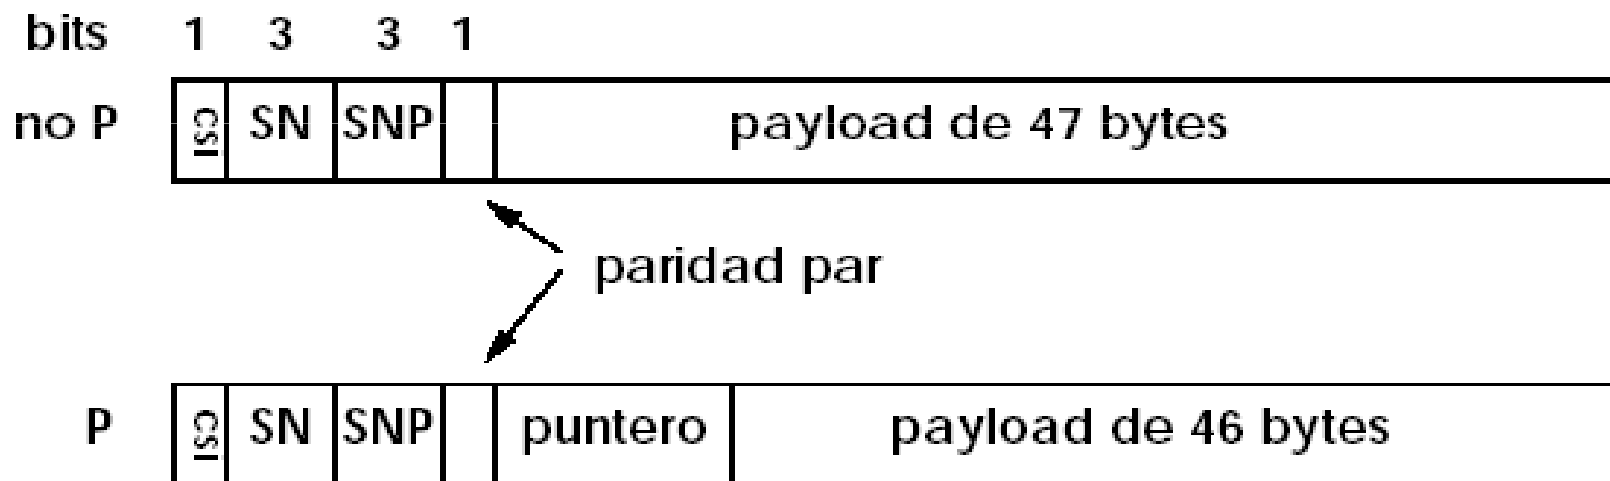 bits 1 3 3 1
no P CSI SN SNP payload de 47 bytes
paridad par
P CSI SN SNP puntero payload de 46 bytes